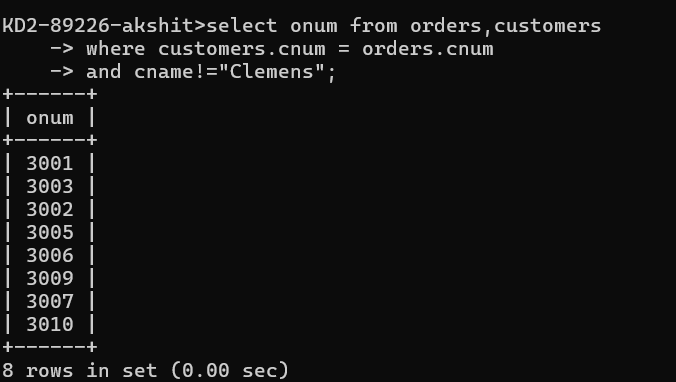 KD2-89226-akshit>select onum from orders,customers
    -> where customers.cnum = orders.cnum
    -> and cname!="Clemens";
+------+
| onum |
+------+
| 3001 |
| 3003 |
| 3002 |
| 3005 |
| 3006 |
| 3009 |
| 3007 |
| 3010 |
+------+
8 rows in set (0.00 sec)